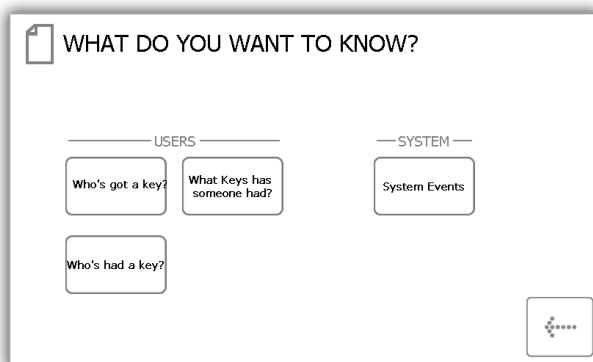 WHAT DO YOU WANT TO KNOW?
USERS
SYSTEM
Who's got a key?
What Keys has
someone had?
System Events
Who's had a key?